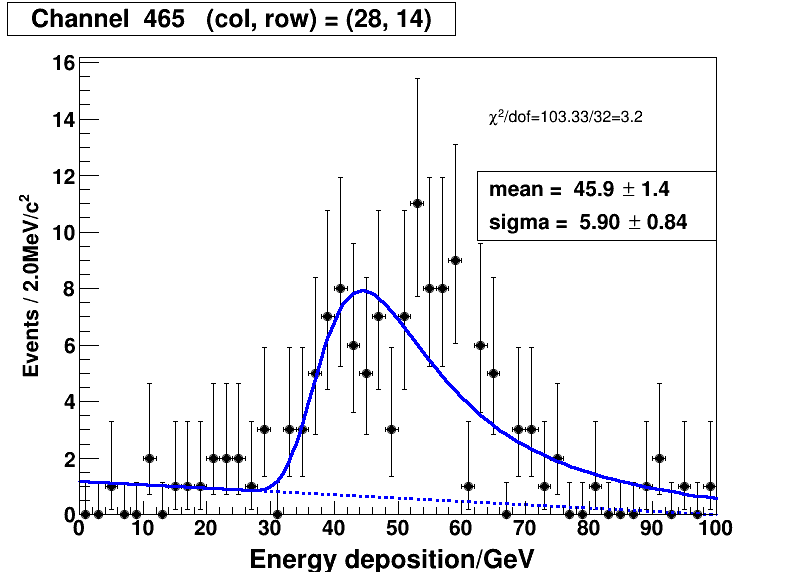 Channel 465 (col, row) = (28, 14)
χ²/dof=103.33/32=3.2
mean = 45.9 ± 1.4
sigma = 5.90 ± 0.84
Events / 2.0MeV/c²
16
14
12
10
8
6
4
2
0
0 10 20 30 40 50 60 70 80 90 100
Energy deposition/GeV